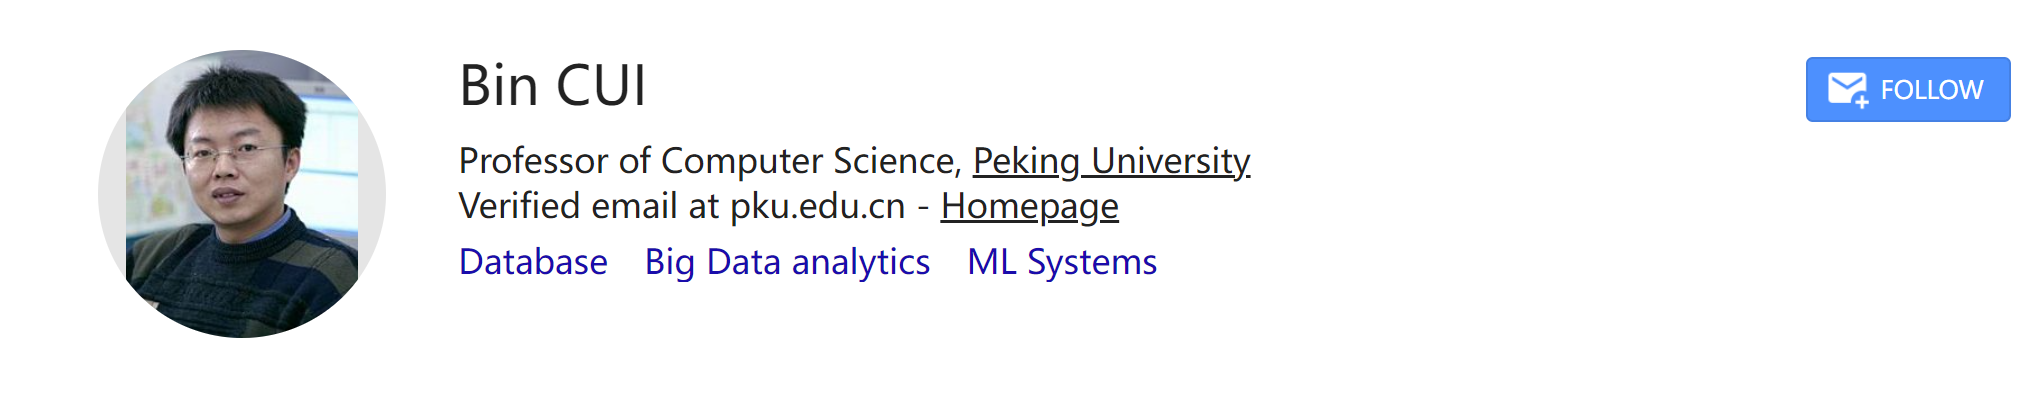 Bin CUI
FOLLOW
Professor of Computer Science, Peking University
Verified email at pku.edu.cn - Homepage
Database Big Data analytics ML Systems